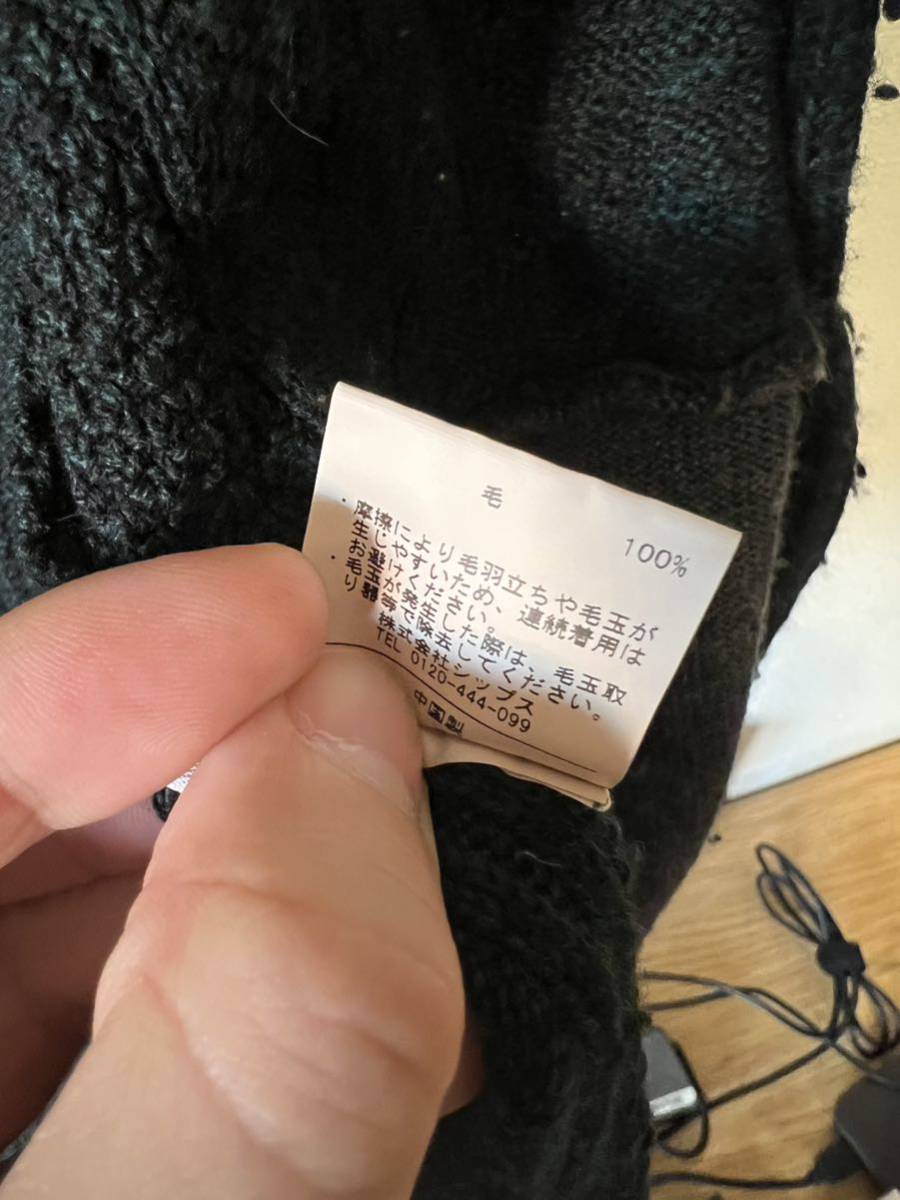 毛
100%
・摩擦により毛羽立ちや毛玉が
生じやすいため、連続着用は
お避けください。
・毛玉が発生した際は、毛玉取
り器等で除去してください。
株式会社シップス
TEL 0120-444-099
中国製